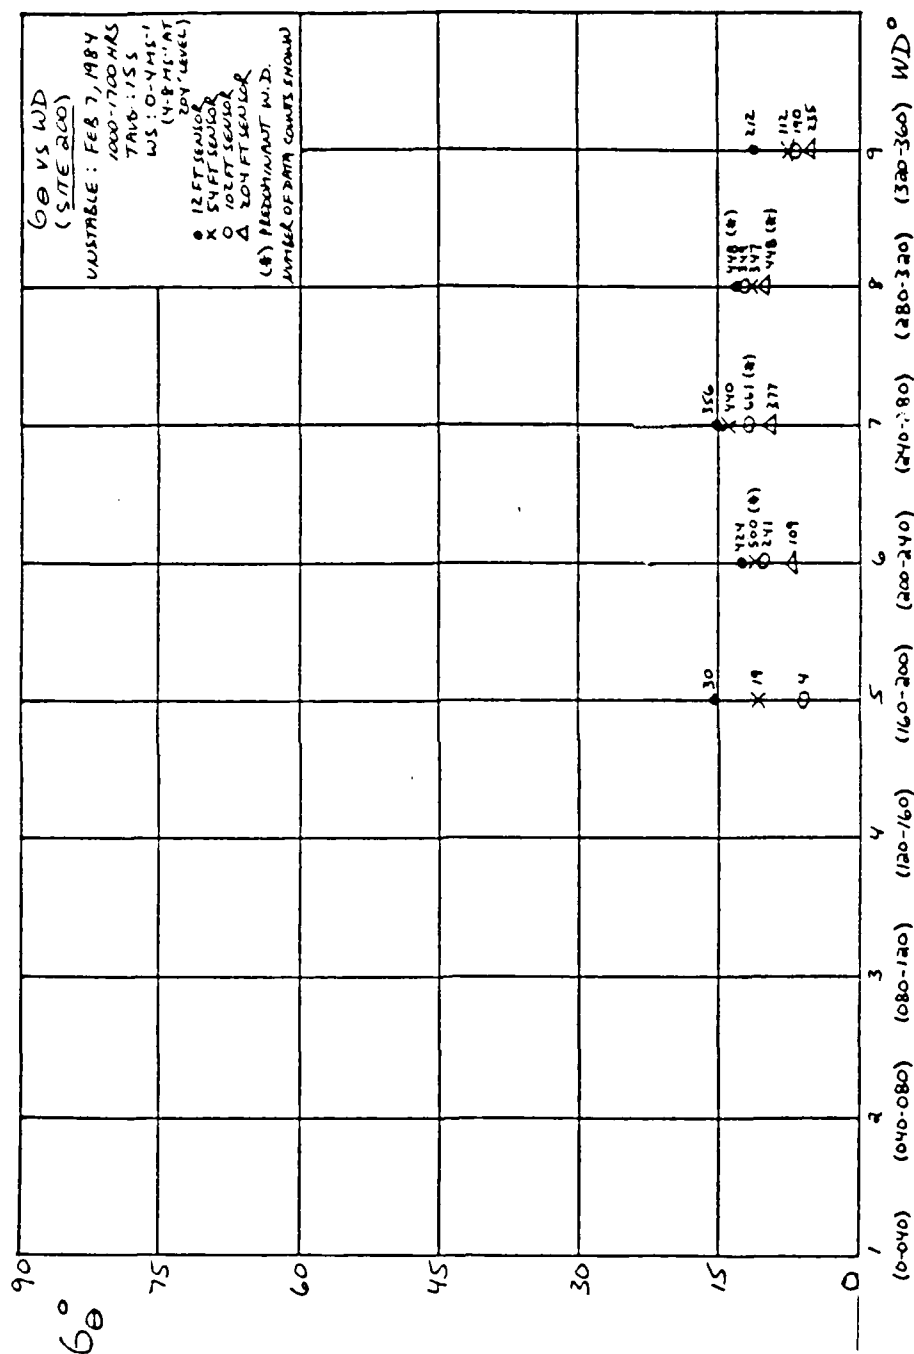 σθ VS WD
(SITE 200)
UNSTABLE: FEB 7, 1984
1000-1700 HRS
TAVG: 15 S
WS: 0-4 MS⁻¹
(4-8 MS⁻¹ AT
204' LEVEL)
● 12 FT SENSOR
X 54 FT SENSOR
O 102 FT SENSOR
△ 204 FT SENSOR
(*) PREDOMINANT W.D.
NUMBER OF DATA COUNTS SHOWN
σθ°
90
75
60
45
30
15
0
30
19
4
424
500 (*)
241
109
356
440
661 (*)
377
448 (*)
349
347
448 (*)
212
112
190
235
1 2 3 4 5 6 7 8 9 WD°
(0-040) (040-080) (080-120) (120-160) (160-200) (200-240) (240-280) (280-320) (320-360)